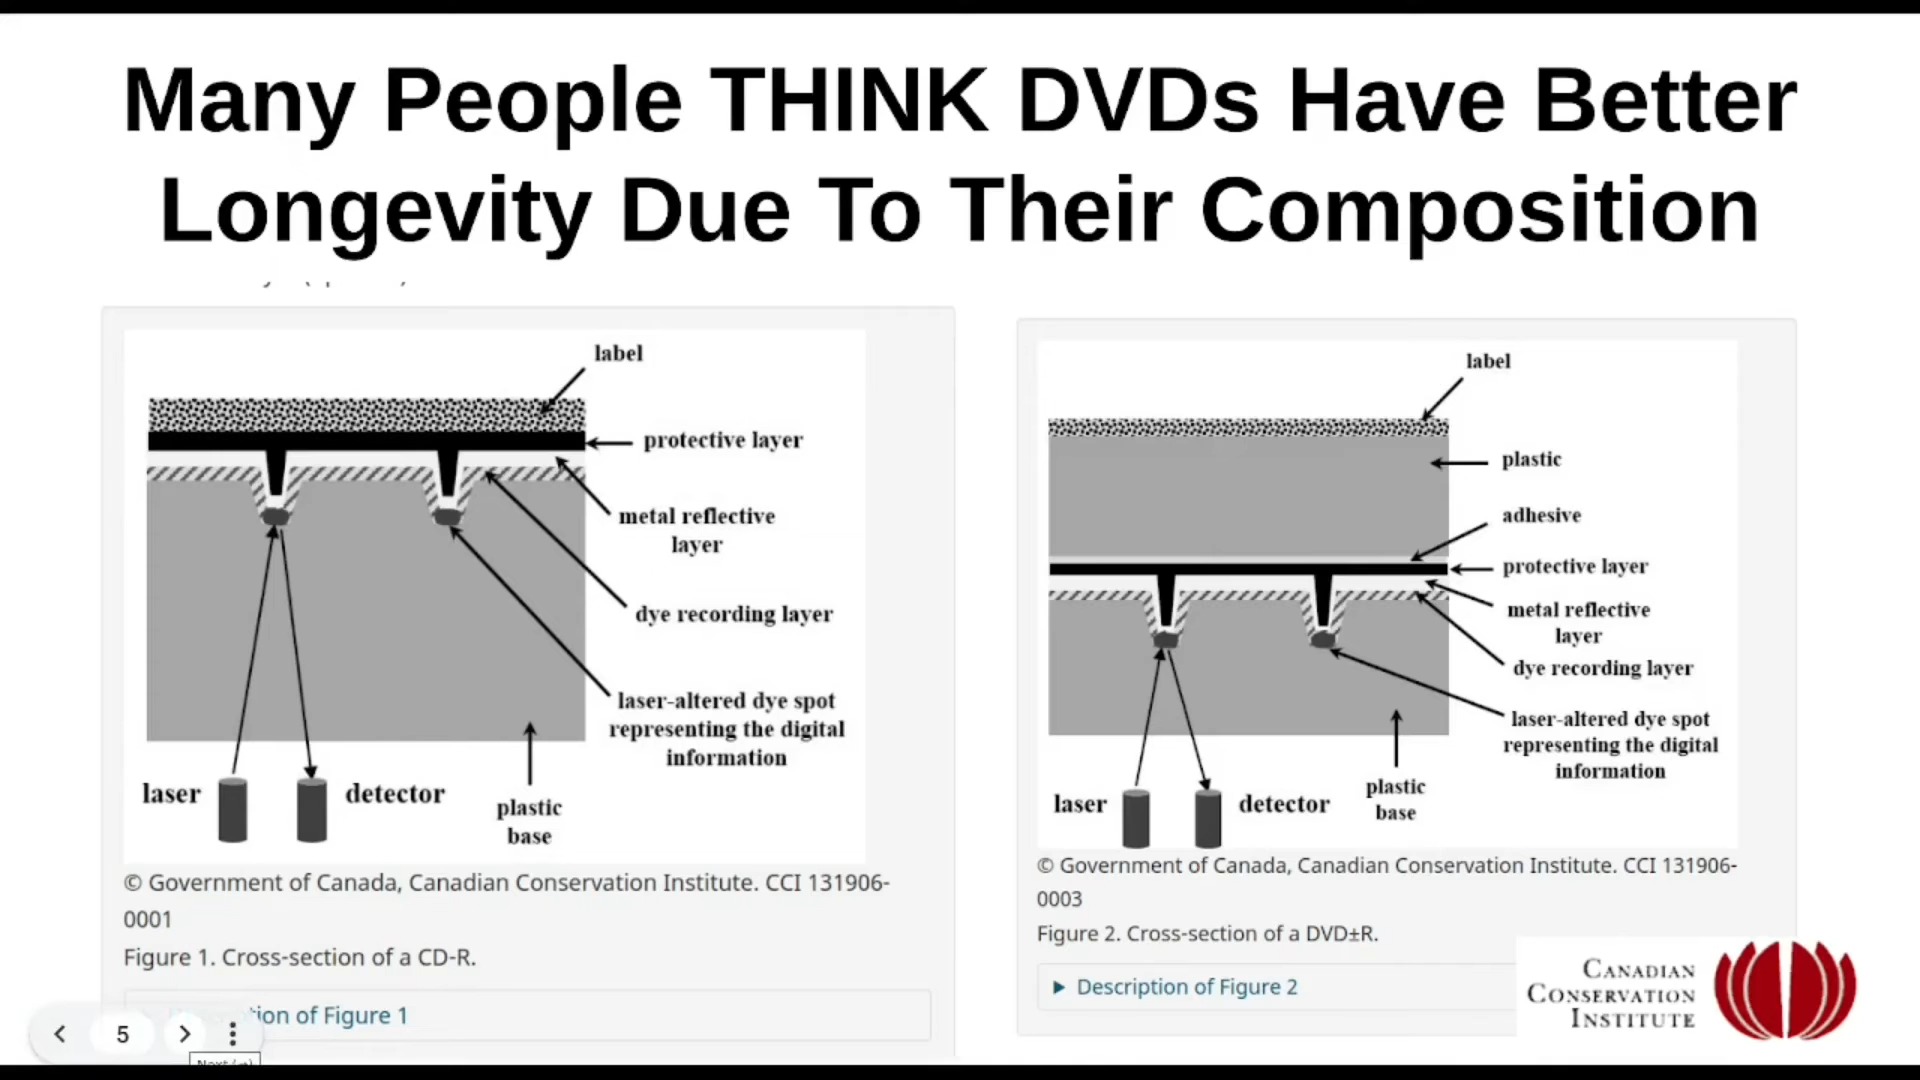 Many People THINK DVDs Have Better
Longevity Due To Their Composition
label
protective layer
metal reflective
layer
dye recording layer
laser-altered dye spot
representing the digital
information
laser
detector
plastic
base
© Government of Canada, Canadian Conservation Institute. CCI 131906-
0001
Figure 1. Cross-section of a CD-R.
tion of Figure 1
label
plastic
adhesive
protective layer
metal reflective
layer
dye recording layer
laser-altered dye spot
representing the digital
information
laser
detector
plastic
base
© Government of Canada, Canadian Conservation Institute. CCI 131906-
0003
Figure 2. Cross-section of a DVD±R.
Description of Figure 2
CANADIAN
CONSERVATION
INSTITUTE
5